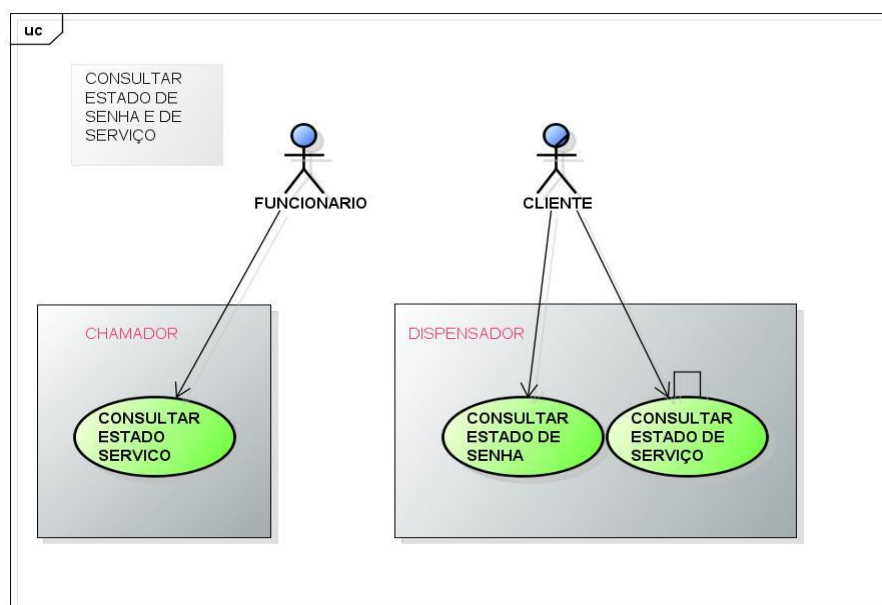 uc
CONSULTAR
ESTADO DE
SENHA E DE
SERVIÇO
FUNCIONARIO
CLIENTE
CHAMADOR
DISPENSADOR
CONSULTAR
ESTADO
SERVICO
CONSULTAR
ESTADO DE
SENHA
CONSULTAR
ESTADO DE
SERVIÇO